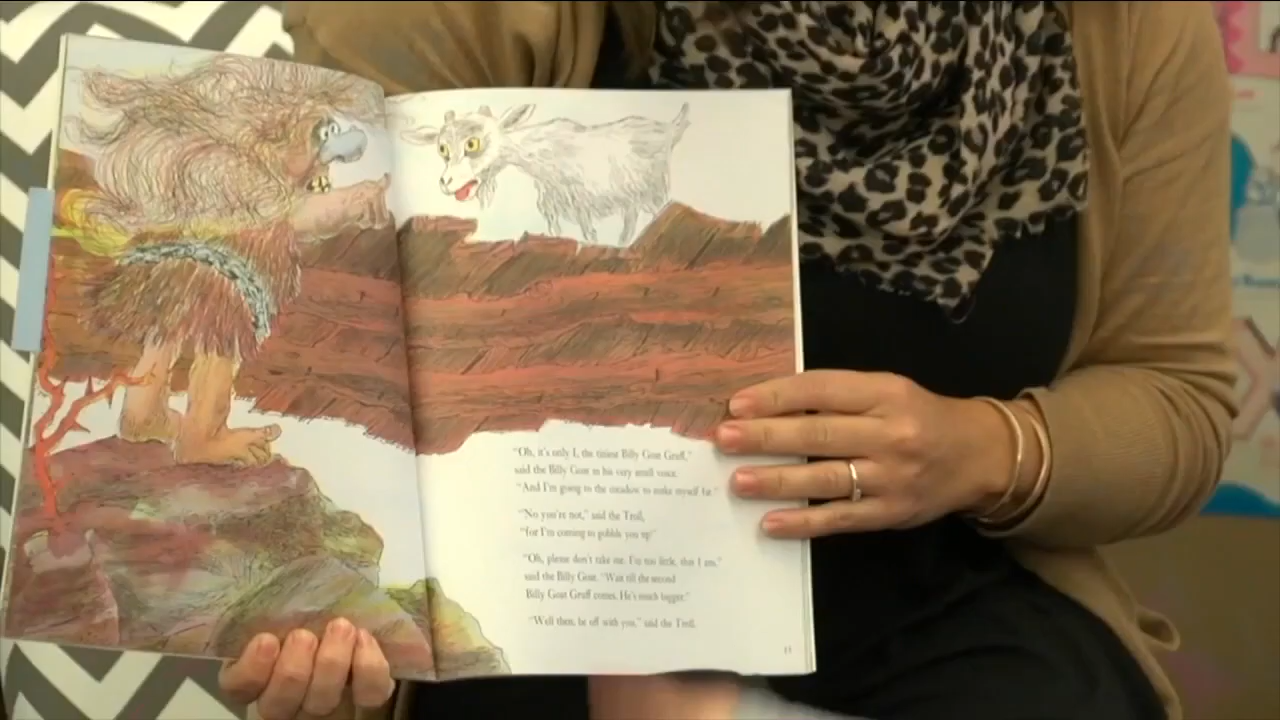 "Oh, it's only I, the tiniest Billy Goat Gruff,"
said the Billy Goat in his very small voice.
"And I'm going to the meadow to make myself fat."
"No you're not," said the Troll,
"for I'm coming to gobble you up"
"Oh, please don't take me. I'm too little, that I am,"
said the Billy Goat. "Wait till the second
Billy Goat Gruff comes. He's much bigger."
"Well then, be off with you," said the Troll.